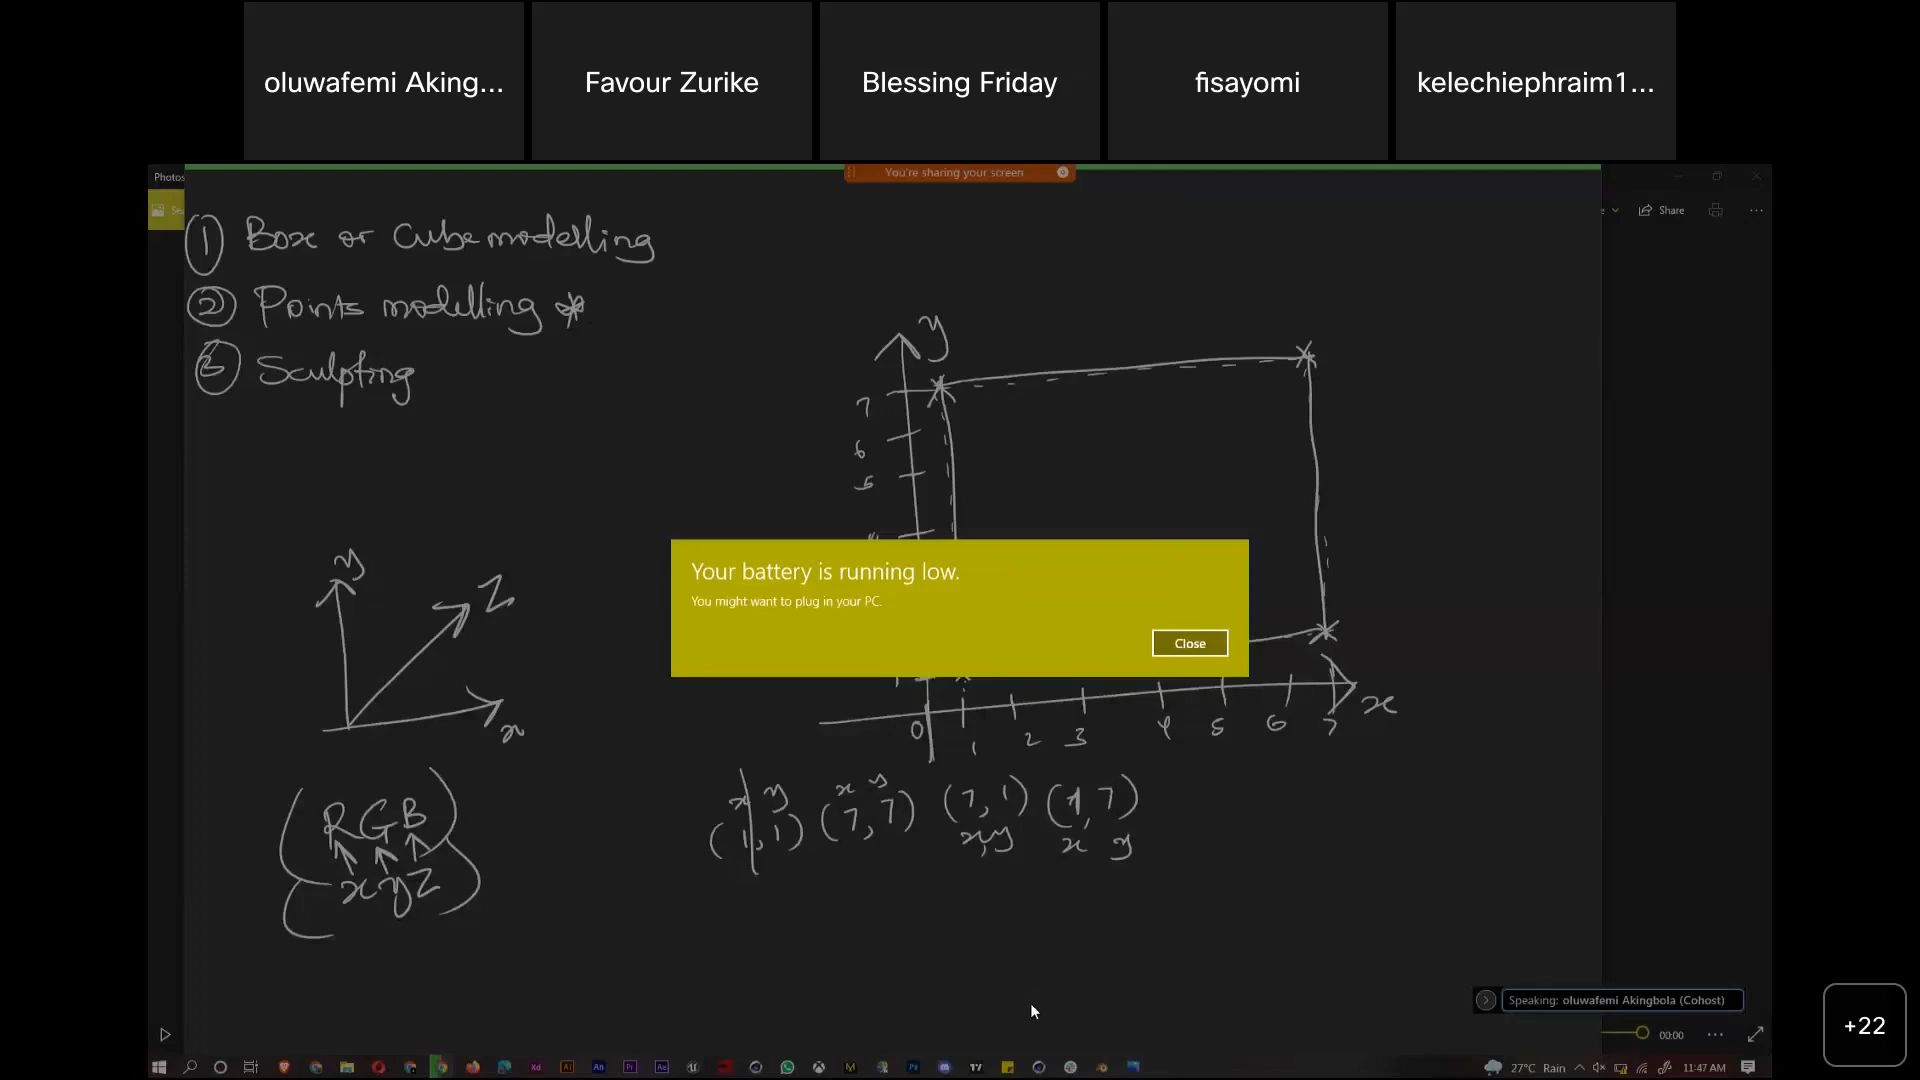 oluwafemi Aking...
Favour Zurike
Blessing Friday
fisayomi
kelechiephraim1...
Photos
You're sharing your screen
Share
1 Box or Cube modelling
2 Points modelling *
3 Sculpting
y
7
6
5
Your battery is running low.
You might want to plug in your PC.
Close
y
Z
x
0 1 2 3 4 5 6 7 x
x y x y
(1,1) (7,7) (7,1) (1,7)
x,y x y
RGB
xyZ
Speaking: oluwafemi Akingbola (Cohost)
+22
00:00
27°C Rain
11:47 AM